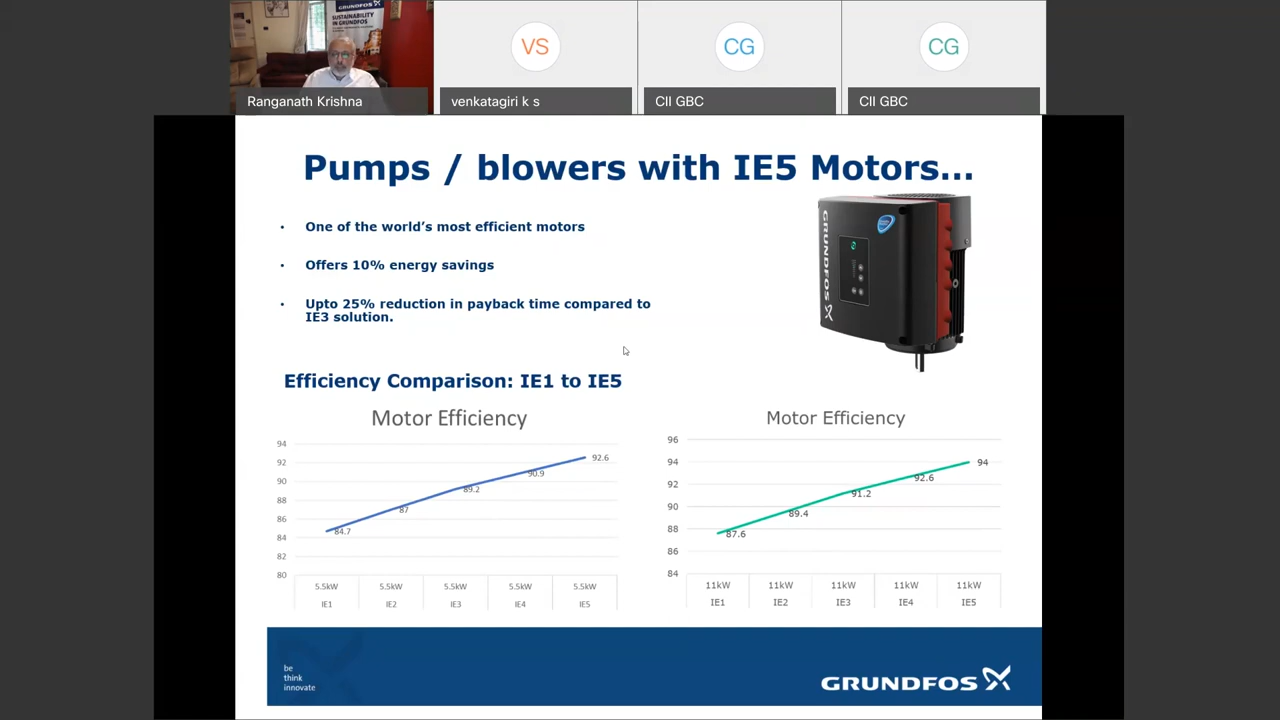 GRUNDFOS
SUSTAINABILITY
IN GRUNDFOS
VS
CG
CG
Ranganath Krishna
venkatagiri k s
CII GBC
CII GBC
Pumps / blowers with IE5 Motors...
• One of the world's most efficient motors
• Offers 10% energy savings
• Upto 25% reduction in payback time compared to
IE3 solution.
GRUNDFOS
Efficiency Comparison: IE1 to IE5
Motor Efficiency
94
92
90
88
86
84
82
80
84.7
87
89.2
90.9
92.6
5.5kW 5.5kW 5.5kW 5.5kW 5.5kW
IE1 IE2 IE3 IE4 IE5
Motor Efficiency
96
94
92
90
88
86
84
87.6
89.4
91.2
92.6
94
11kW 11kW 11kW 11kW 11kW
IE1 IE2 IE3 IE4 IE5
be
think
innovate
GRUNDFOS